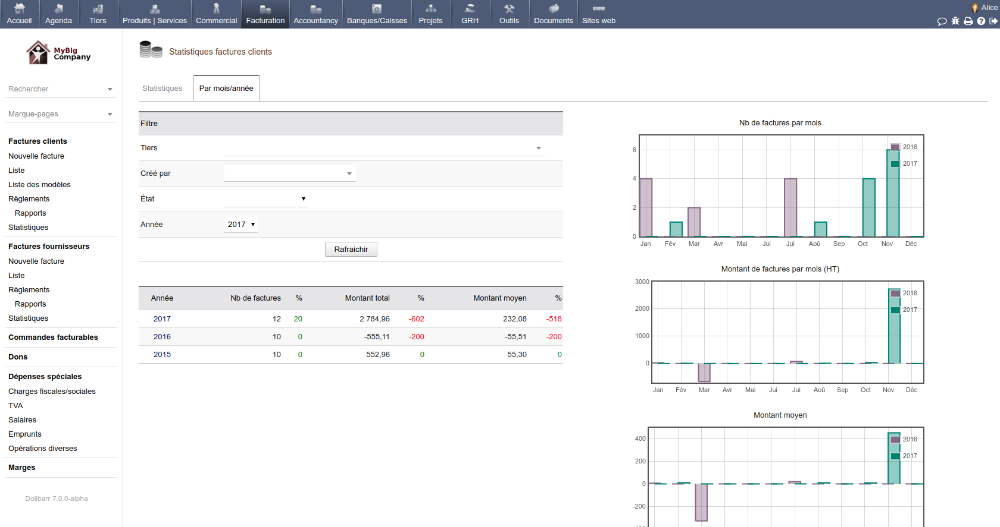 Accueil
Agenda
Tiers
Produits | Services
Commercial
Facturation
Accountancy
Banques/Caisses
Projets
GRH
Outils
Documents
Sites web
Alice
MyBig
Company
Rechercher
Marque-pages
Factures clients
Nouvelle facture
Liste
Liste des modèles
Règlements
Rapports
Statistiques
Factures fournisseurs
Nouvelle facture
Liste
Règlements
Rapports
Statistiques
Commandes facturables
Dons
Dépenses spéciales
Charges fiscales/sociales
TVA
Salaires
Emprunts
Opérations diverses
Marges
Dolibarr 7.0.0-alpha
Statistiques factures clients
Statistiques
Par mois/année
Filtre
Tiers
Créé par
État
Année 2017
Rafraichir
Année Nb de factures % Montant total % Montant moyen %
2017 12 20 2 784,96 -602 232,08 -518
2016 10 0 -555,11 -200 -55,51 -200
2015 10 0 552,96 0 55,30 0
Nb de factures par mois
6
4
2
0
2016
2017
Jan Fév Mar Avr Mai Jui Jui Aoû Sep Oct Nov Déc
Montant de factures par mois (HT)
3000
2000
1000
0
2016
2017
Jan Fév Mar Avr Mai Jui Jui Aoû Sep Oct Nov Déc
Montant moyen
400
200
0
-200
2016
2017